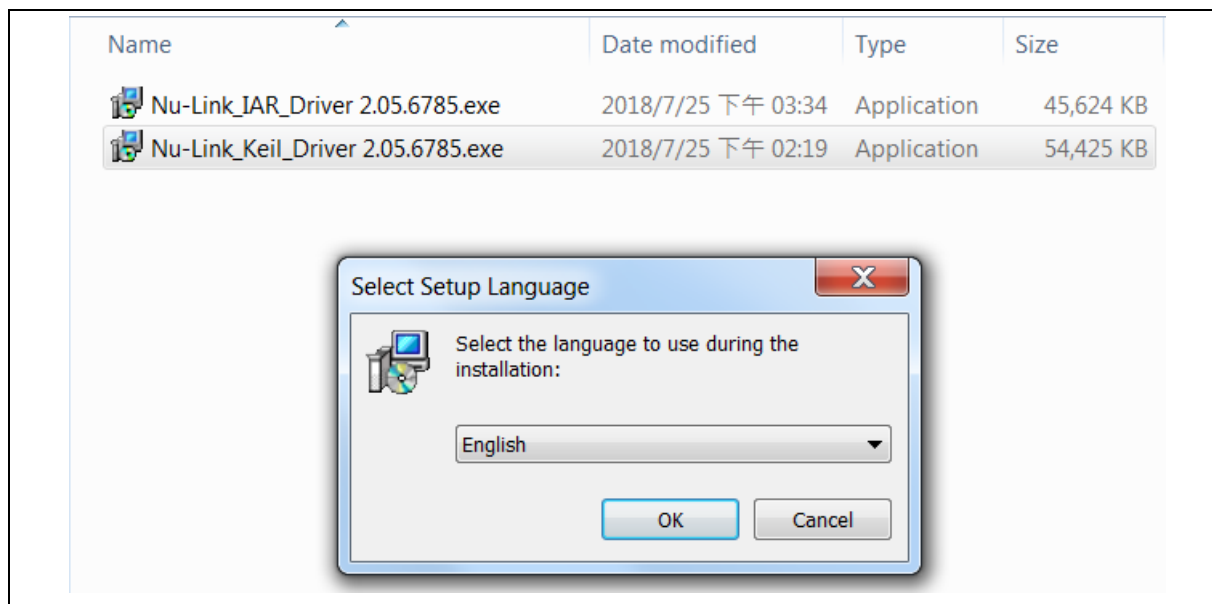 Name Date modified Type Size
Nu-Link_IAR_Driver 2.05.6785.exe 2018/7/25 下午 03:34 Application 45,624 KB
Nu-Link_Keil_Driver 2.05.6785.exe 2018/7/25 下午 02:19 Application 54,425 KB
Select Setup Language
Select the language to use during the
installation:
English
OK Cancel